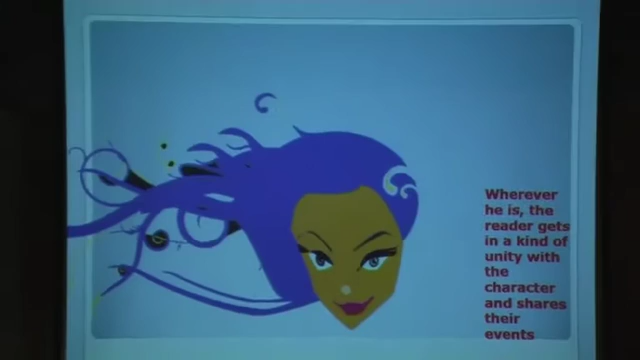 Wherever
he is, the
reader gets
in a kind of
unity with
the
character
and shares
their
events